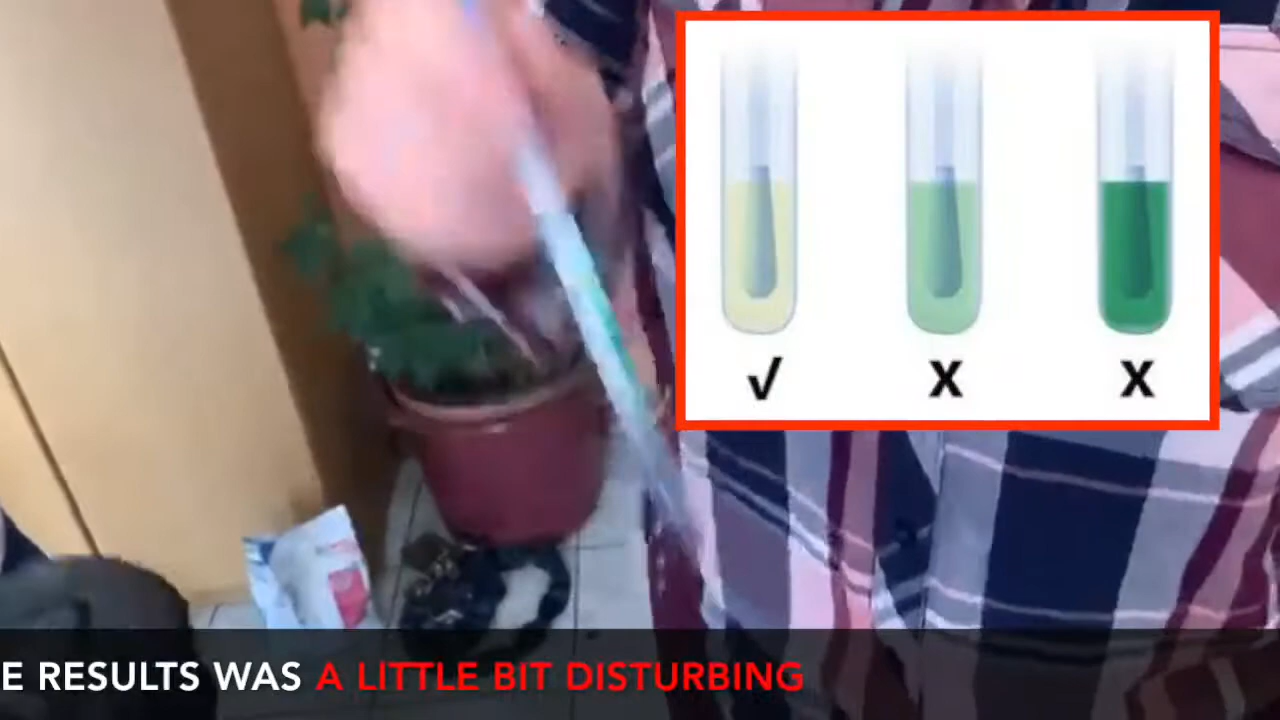 √ X X
E RESULTS WAS A LITTLE BIT DISTURBING